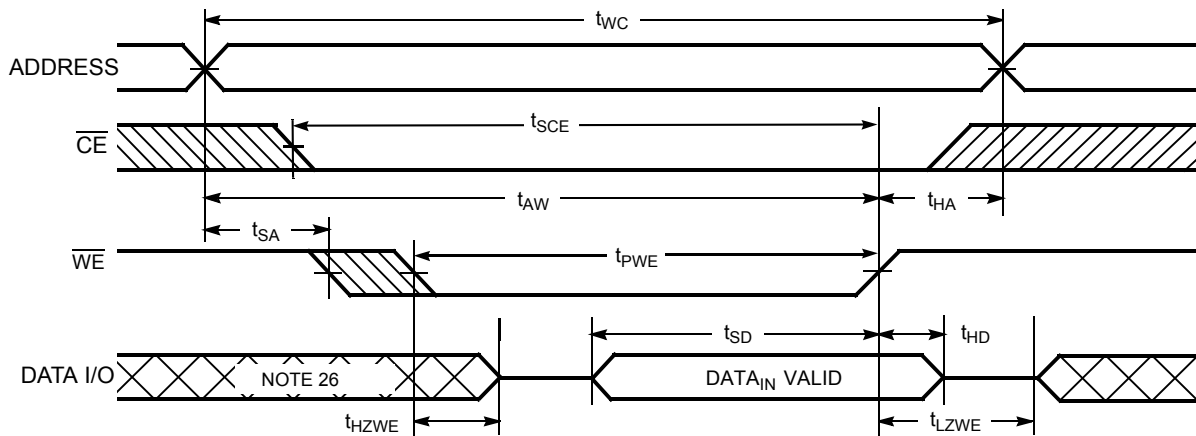 tWC
ADDRESS
tSCE
CE
tAW
tHA
tSA
WE
tPWE
tSD
tHD
DATA I/O
NOTE 26
DATAIN VALID
tHZWE
tLZWE